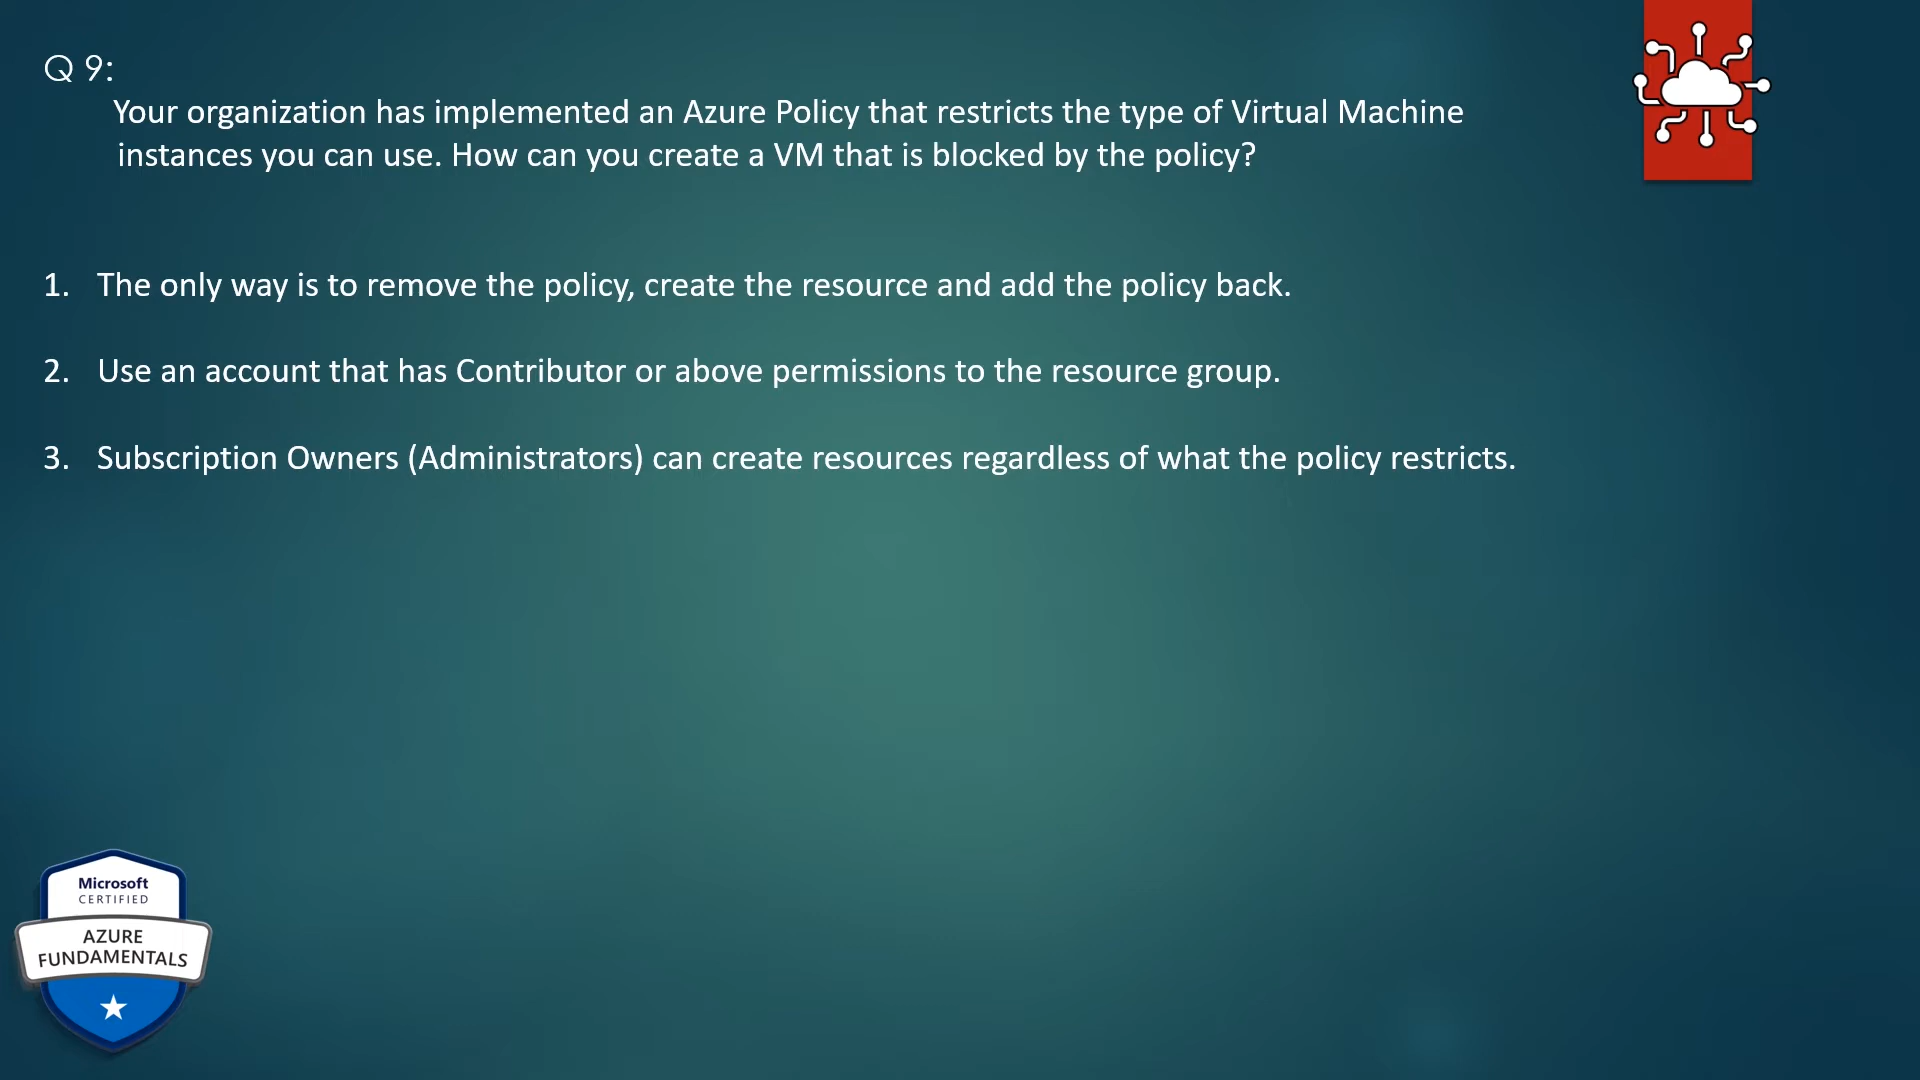 Q 9:
Your organization has implemented an Azure Policy that restricts the type of Virtual Machine
instances you can use. How can you create a VM that is blocked by the policy?
1. The only way is to remove the policy, create the resource and add the policy back.
2. Use an account that has Contributor or above permissions to the resource group.
3. Subscription Owners (Administrators) can create resources regardless of what the policy restricts.
Microsoft
CERTIFIED
AZURE
FUNDAMENTALS